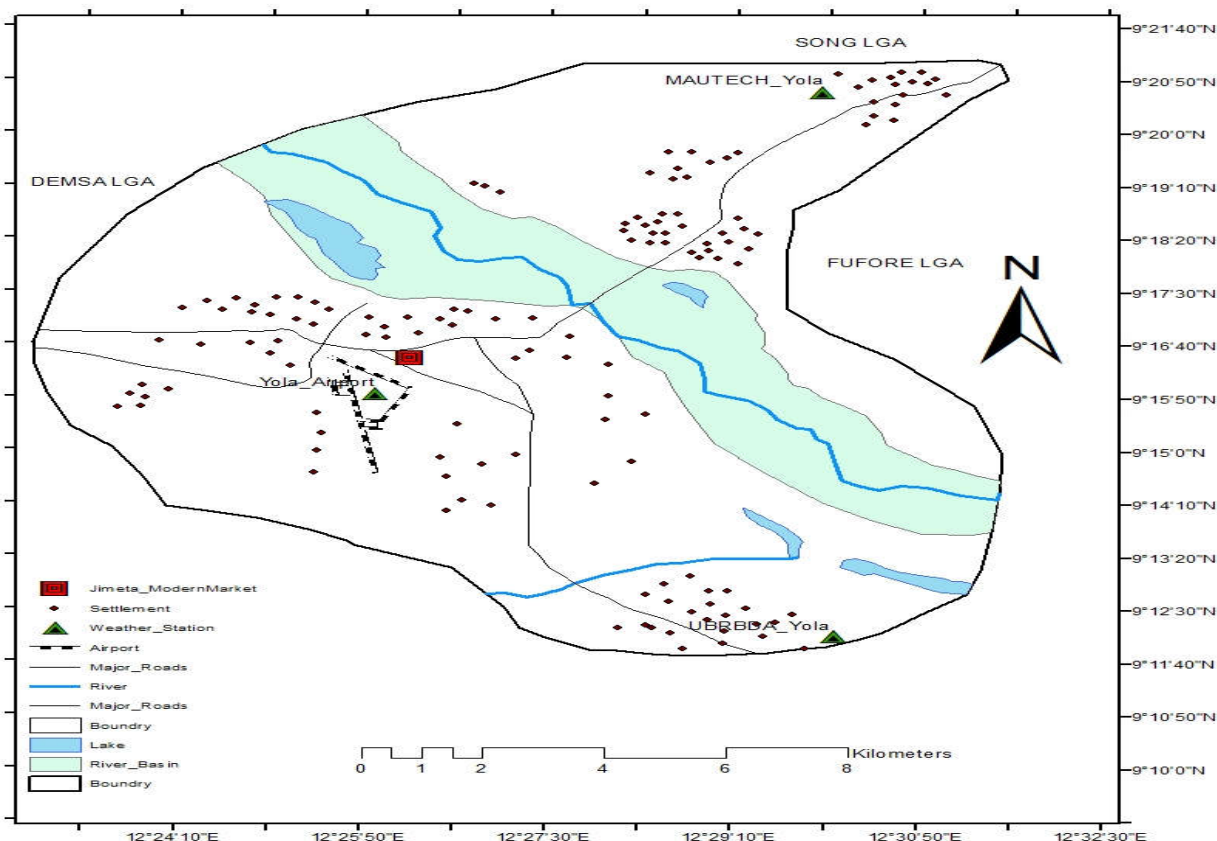 SONG LGA
MAUTECH_Yola
DEMSA LGA
FUFORE LGA
N
Yola_Airport
UBRBDA_Yola
Jimeta_ModernMarket
Settlement
Weather_Station
Airport
Major_Roads
River
Major_Roads
Boundry
Lake
River_Basin
Boundry
Kilometers
0 1 2 4 6 8
9°21'40"N
9°20'50"N
9°20'0"N
9°19'10"N
9°18'20"N
9°17'30"N
9°16'40"N
9°15'50"N
9°15'0"N
9°14'10"N
9°13'20"N
9°12'30"N
9°11'40"N
9°10'50"N
9°10'0"N
12°24'10"E 12°25'50"E 12°27'30"E 12°29'10"E 12°30'50"E 12°32'30"E